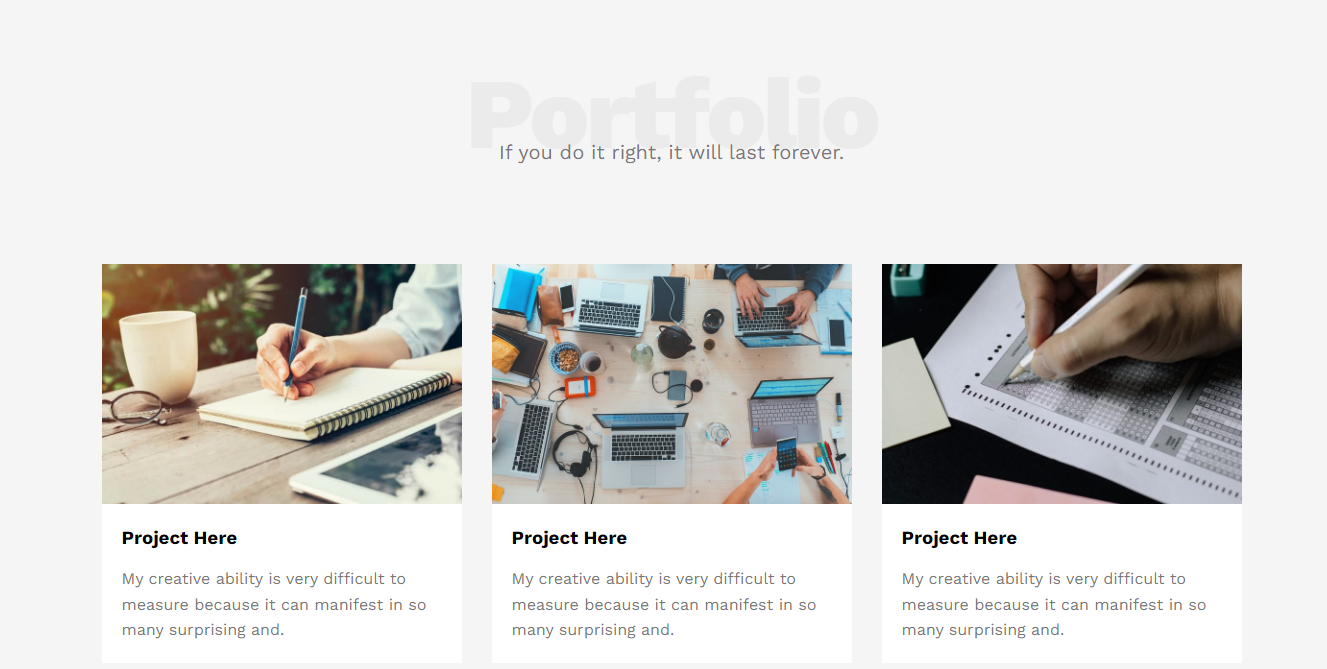 Portfolio
If you do it right, it will last forever.
Project Here
My creative ability is very difficult to
measure because it can manifest in so
many surprising and.
Project Here
My creative ability is very difficult to
measure because it can manifest in so
many surprising and.
Project Here
My creative ability is very difficult to
measure because it can manifest in so
many surprising and.